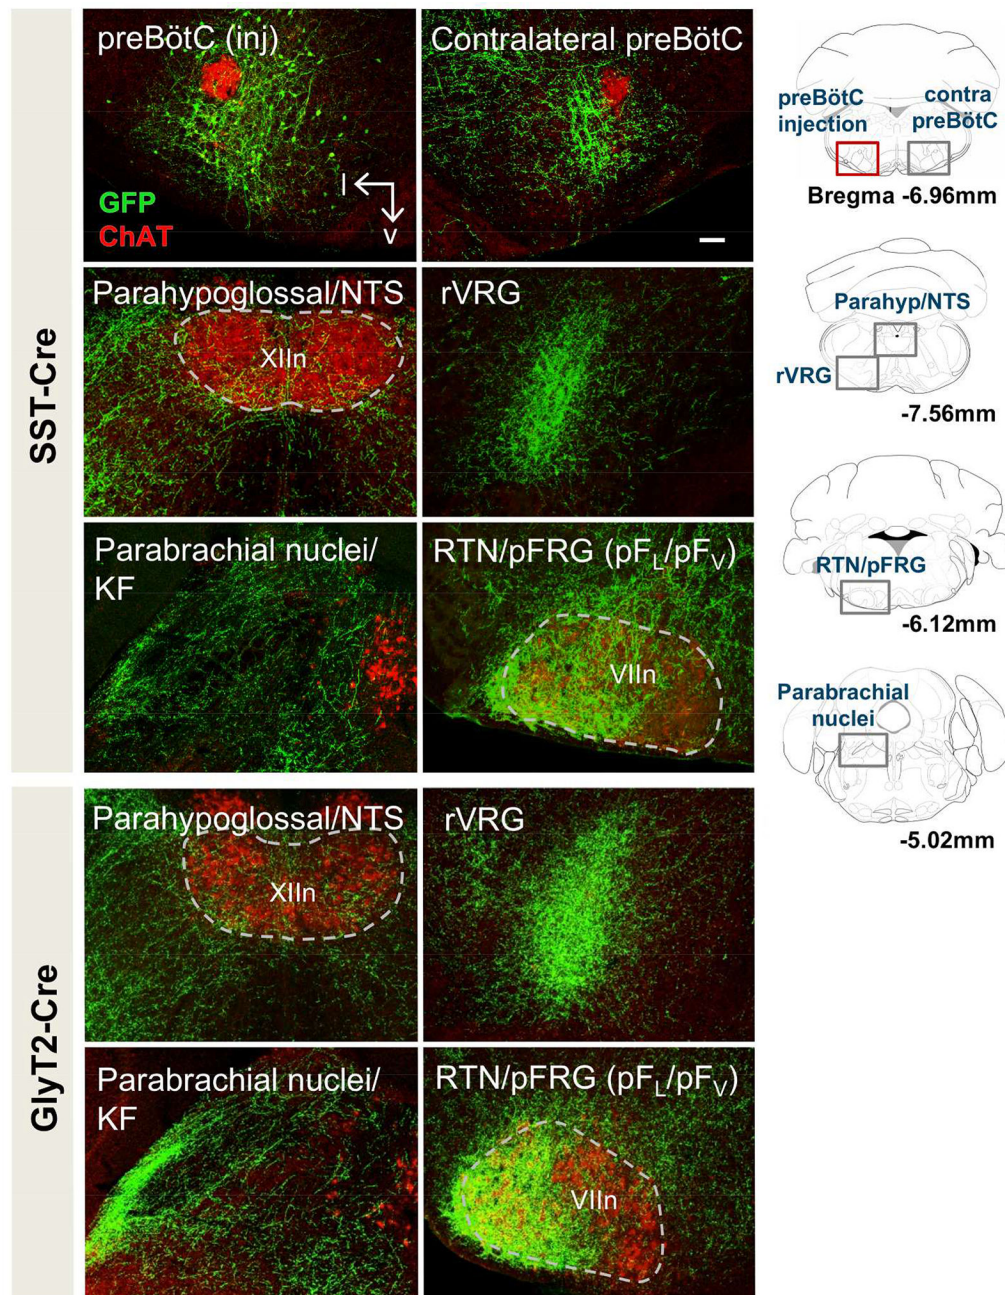 SST-Cre
preBötC (inj)
GFP
ChAT
l
v
Contralateral preBötC
Parahypoglossal/NTS
XIIn
rVRG
Parabrachial nuclei/
KF
RTN/pFRG (pFL/pFV)
VIIn
GlyT2-Cre
Parahypoglossal/NTS
XIIn
rVRG
Parabrachial nuclei/
KF
RTN/pFRG (pFL/pFV)
VIIn
preBötC
injection
contra
preBötC
Bregma -6.96mm
Parahyp/NTS
rVRG
-7.56mm
RTN/pFRG
-6.12mm
Parabrachial
nuclei
-5.02mm